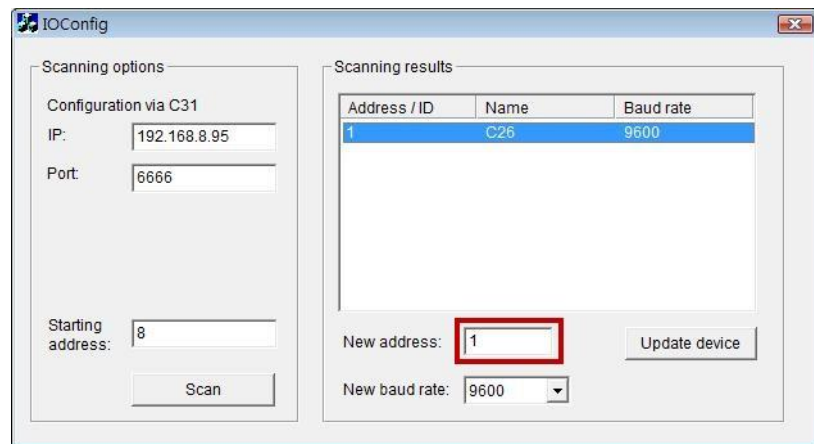 IOConfig
Scanning options
Configuration via C31
IP: 192.168.8.95
Port: 6666
Starting address: 8
Scan
Scanning results
Address / ID Name Baud rate
1 C26 9600
New address: 1
Update device
New baud rate: 9600